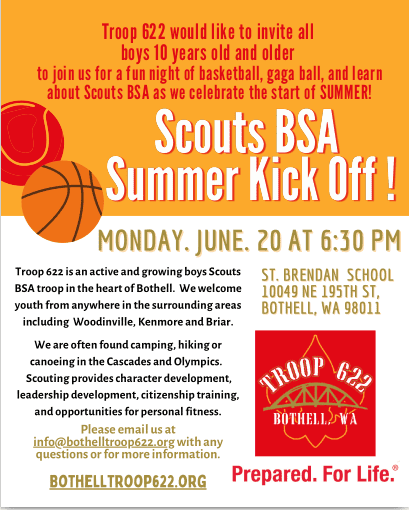 Troop 622 would like to invite all
boys 10 years old and older
to join us for a fun night of basketball, gaga ball, and learn
about Scouts BSA as we celebrate the start of SUMMER!
Scouts BSA
Summer Kick Off !
MONDAY. JUNE. 20 AT 6:30 PM
Troop 622 is an active and growing boys Scouts
BSA troop in the heart of Bothell. We welcome
youth from anywhere in the surrounding areas
including Woodinville, Kenmore and Briar.
We are often found camping, hiking or
canoeing in the Cascades and Olympics.
Scouting provides character development,
leadership development, citizenship training,
and opportunities for personal fitness.
Please email us at
info@bothelltroop622.org with any
questions or for more information.
BOTHELLTROOP622.ORG
ST. BRENDAN SCHOOL
10049 NE 195TH ST,
BOTHELL, WA 98011
TROOP 622
BOTHELL, WA
Prepared. For Life.®